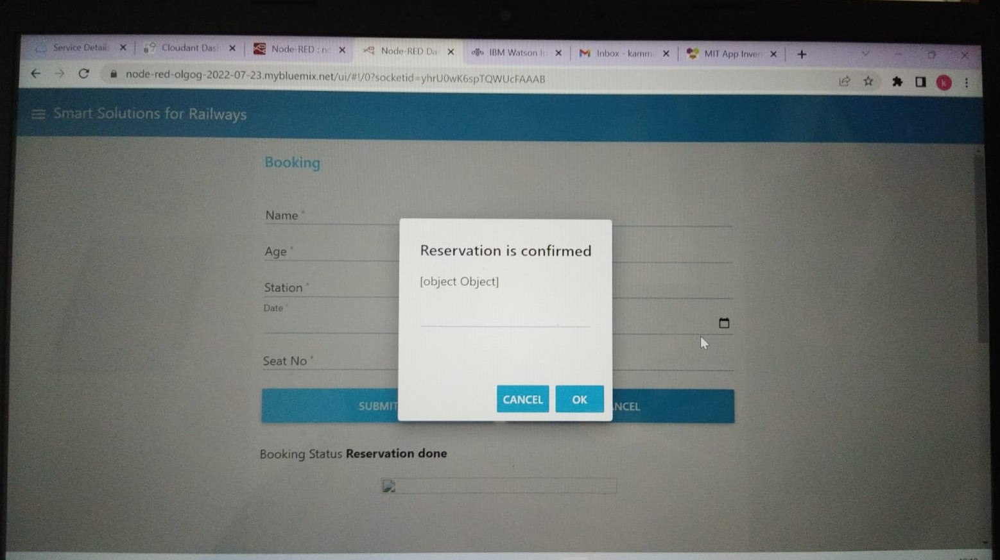 Service Details
Cloudant Das
Node-RED : n
Node-RED Da
IBM Watson I
Inbox - kamm
MIT App Inven
node-red-olgog-2022-07-23.mybluemix.net/ui/#!/0?socketid=yhrU0wK6spTQWUcFAAAB
k
Smart Solutions for Railways
Booking
Name *
Age *
Station *
Date *
Seat No *
SUBMIT
NCEL
Reservation is confirmed
[object Object]
CANCEL
OK
Booking Status Reservation done